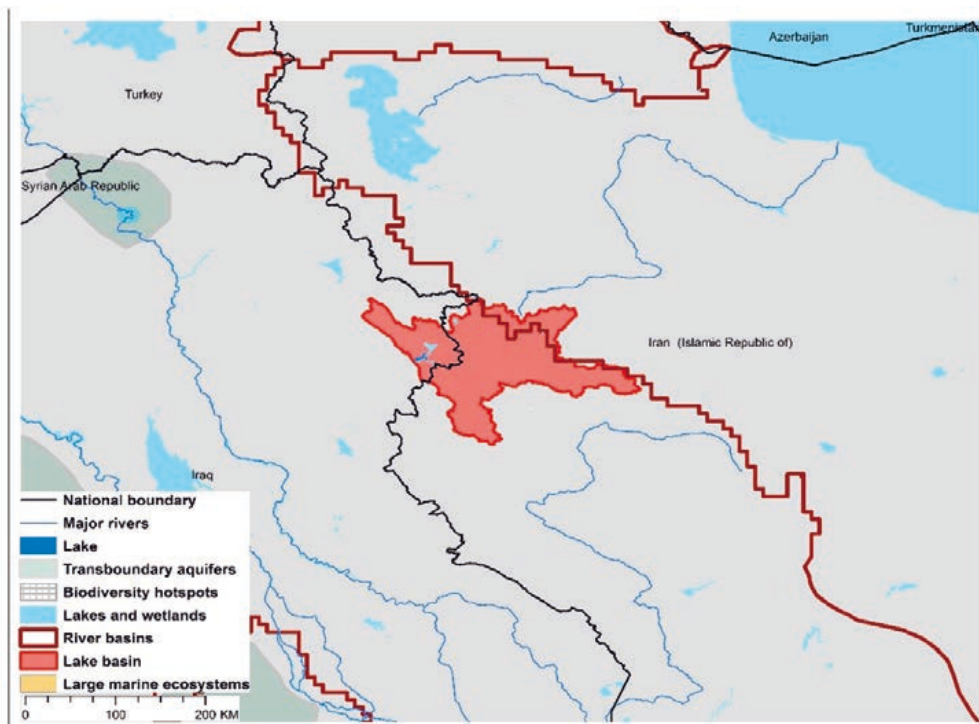 Azerbaijan
Turkmenistan
Turkey
Syrian Arab Republic
Iran (Islamic Republic of)
Iraq
National boundary
Major rivers
Lake
Transboundary aquifers
Biodiversity hotspots
Lakes and wetlands
River basins
Lake basin
Large marine ecosystems
0 100 200 KM